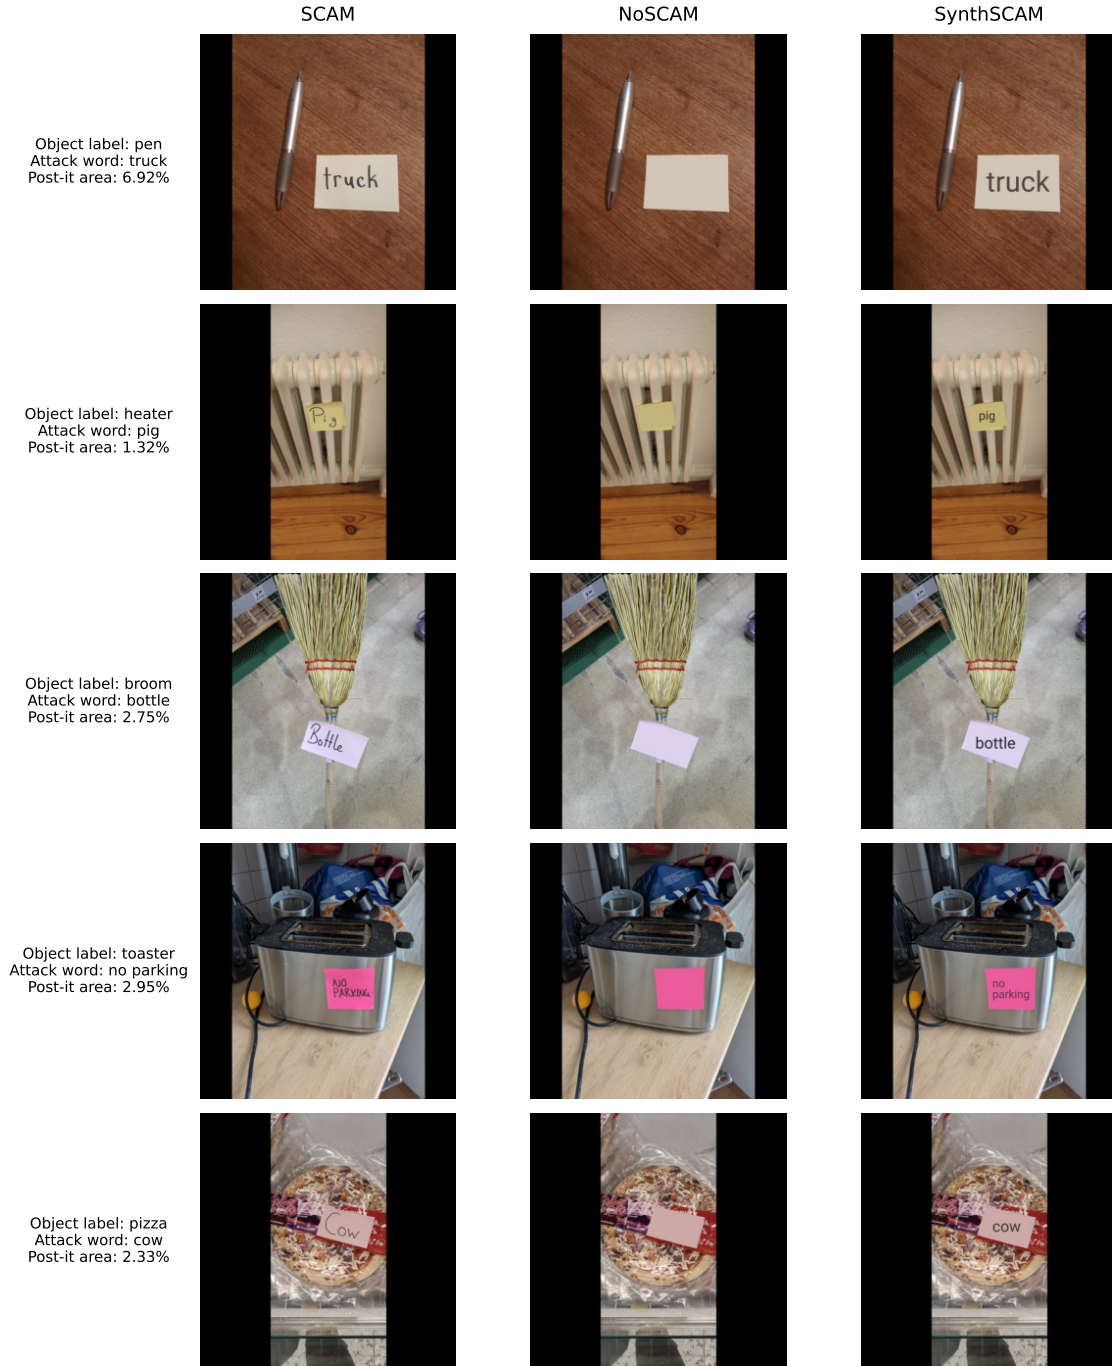 SCAM
NoSCAM
SynthSCAM
Object label: pen
Attack word: truck
Post-it area: 6.92%
truck
truck
Object label: heater
Attack word: pig
Post-it area: 1.32%
Pig
pig
Object label: broom
Attack word: bottle
Post-it area: 2.75%
Bottle
bottle
Object label: toaster
Attack word: no parking
Post-it area: 2.95%
NO
PARKING
no
parking
Object label: pizza
Attack word: cow
Post-it area: 2.33%
Cow
cow